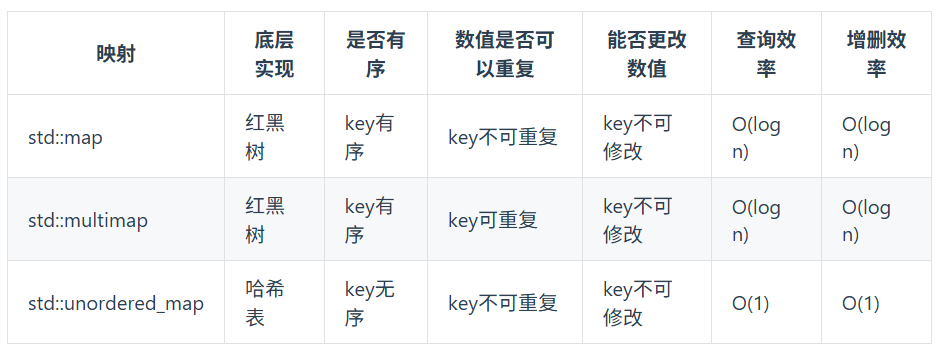 映射
底层
实现
是否有
序
数值是否可
以重复
能否更改
数值
查询效
率
增删效
率
std::map
红黑
树
key有
序
key不可重复
key不可
修改
O(log
n)
O(log
n)
std::multimap
红黑
树
key有
序
key可重复
key不可
修改
O(log
n)
O(log
n)
std::unordered_map
哈希
表
key无
序
key不可重复
key不可
修改
O(1)
O(1)